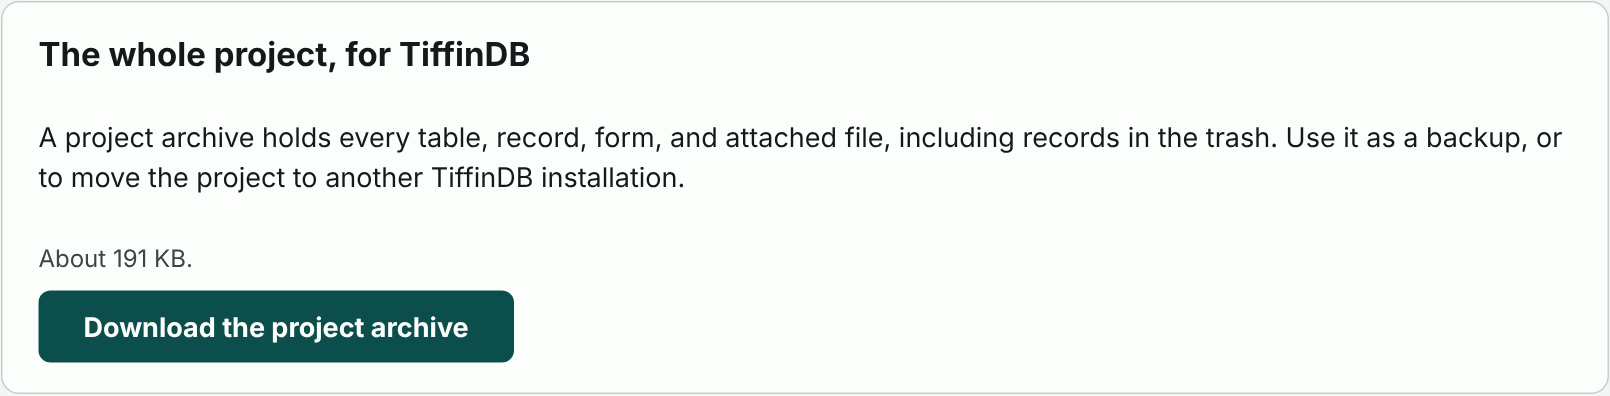 The whole project, for TiffinDB
A project archive holds every table, record, form, and attached file, including records in the trash. Use it as a backup, or
to move the project to another TiffinDB installation.
About 191 KB.
Download the project archive